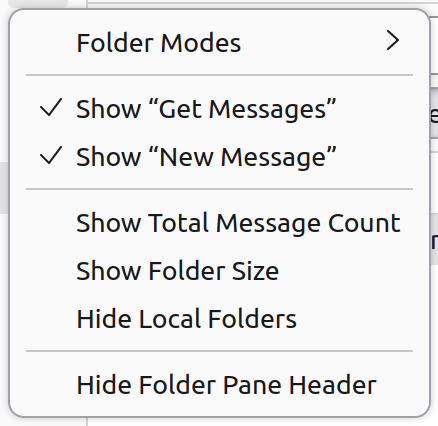 Folder Modes
Show “Get Messages”
Show “New Message”
Show Total Message Count
Show Folder Size
Hide Local Folders
Hide Folder Pane Header